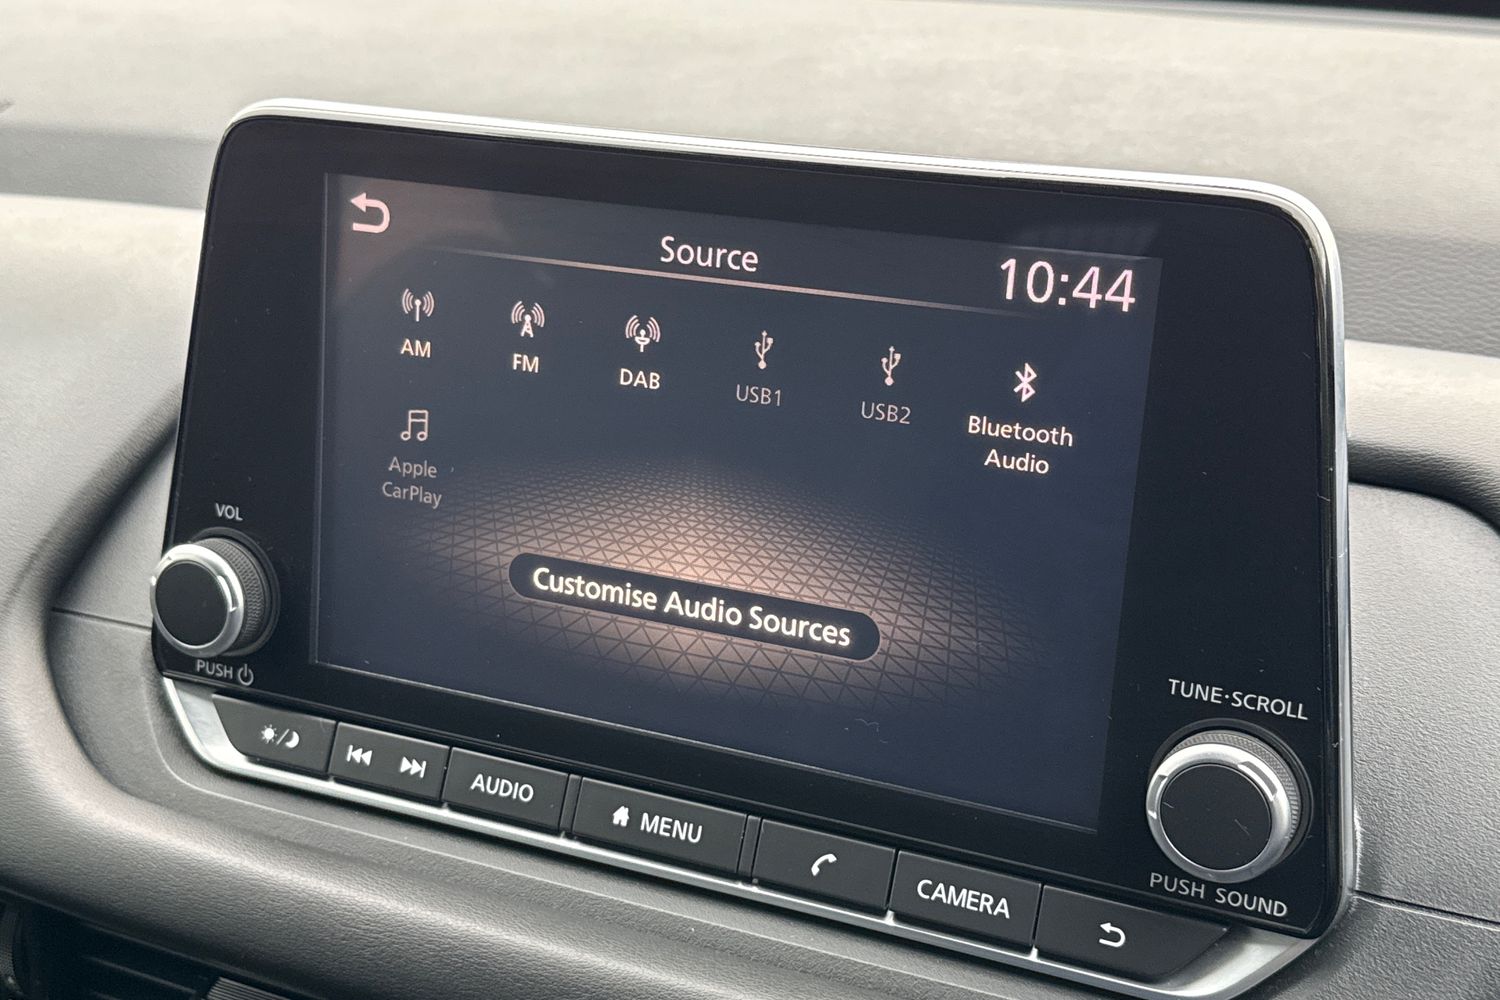 Source
10:44
AM
FM
DAB
USB1
USB2
Bluetooth
Audio
Apple
CarPlay
Customise Audio Sources
VOL
PUSH
TUNE·SCROLL
PUSH SOUND
AUDIO
MENU
CAMERA